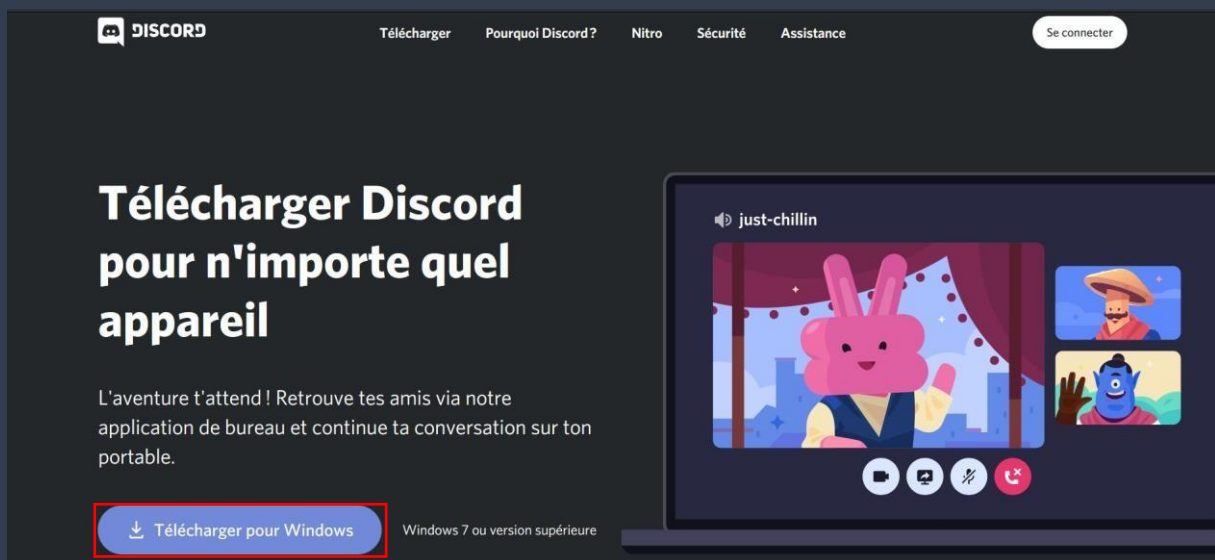 DISCORD
Télécharger
Pourquoi Discord ?
Nitro
Sécurité
Assistance
Se connecter
Télécharger Discord
pour n'importe quel
appareil
L'aventure t'attend ! Retrouve tes amis via notre
application de bureau et continue ta conversation sur ton
portable.
Télécharger pour Windows
Windows 7 ou version supérieure
just-chillin